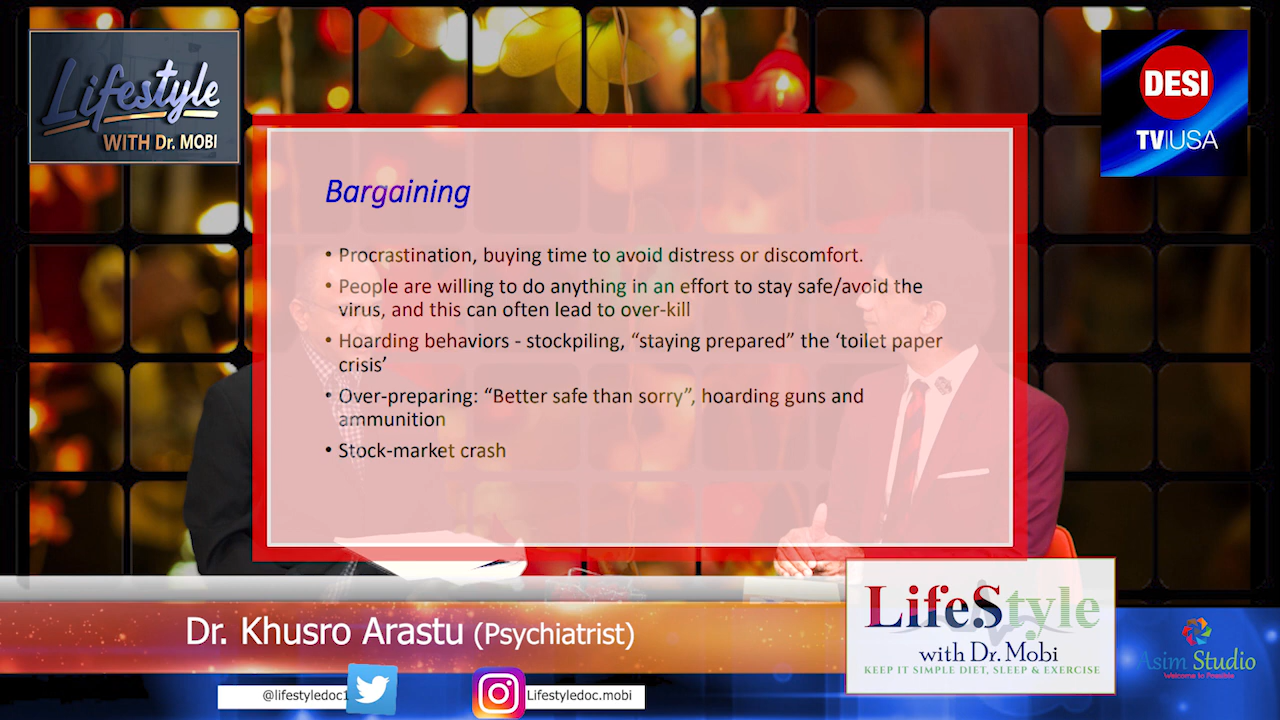 Lifestyle
WITH Dr. MOBI
DESI
TV USA
Bargaining
• Procrastination, buying time to avoid distress or discomfort.
• People are willing to do anything in an effort to stay safe/avoid the
virus, and this can often lead to over-kill
• Hoarding behaviors - stockpiling, “staying prepared” the ‘toilet paper
crisis’
• Over-preparing: “Better safe than sorry”, hoarding guns and
ammunition
• Stock-market crash
Dr. Khusro Arastu (Psychiatrist)
LifeStyle
with Dr. Mobi
KEEP IT SIMPLE DIET, SLEEP & EXERCISE
Asim Studio
Welcome to Possible
@lifestyledoc1
Lifestyledoc.mobi